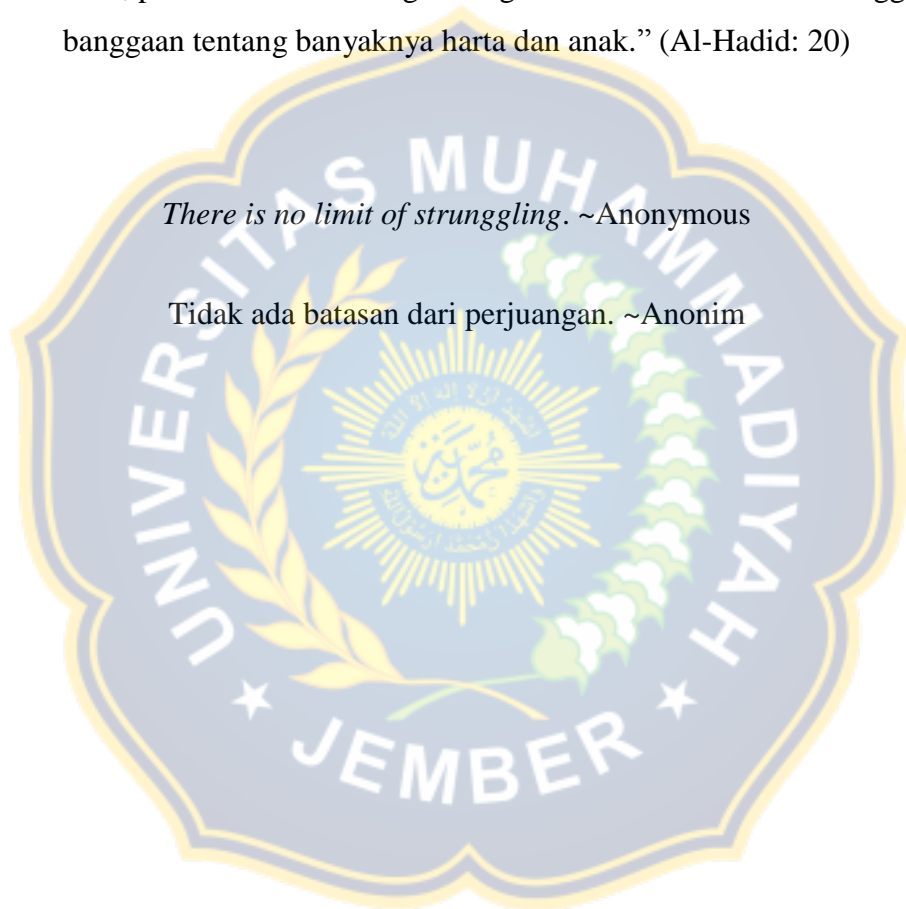 banggaan tentang banyaknya harta dan anak.” (Al-Hadid: 20)
There is no limit of strunggling. ~Anonymous
Tidak ada batasan dari perjuangan. ~Anonim
UNIVERSITAS MUHAMMADIYAH
JEMBER